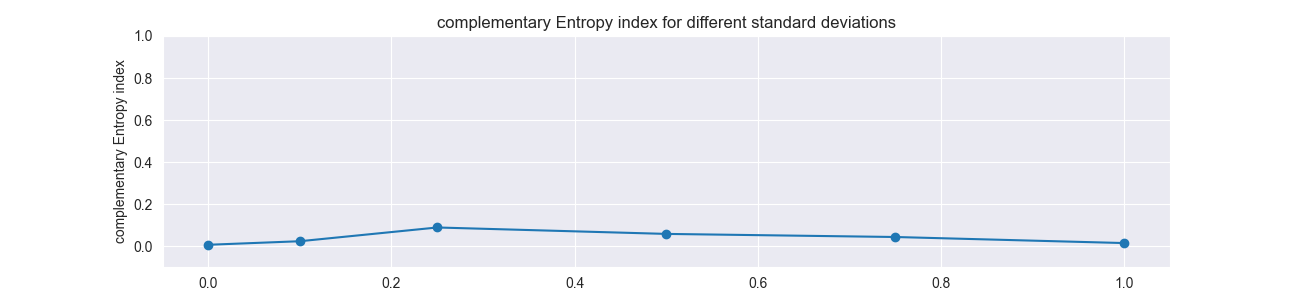 complementary Entropy index for different standard deviations
complementary Entropy index
1.0
0.8
0.6
0.4
0.2
0.0
0.0 0.2 0.4 0.6 0.8 1.0